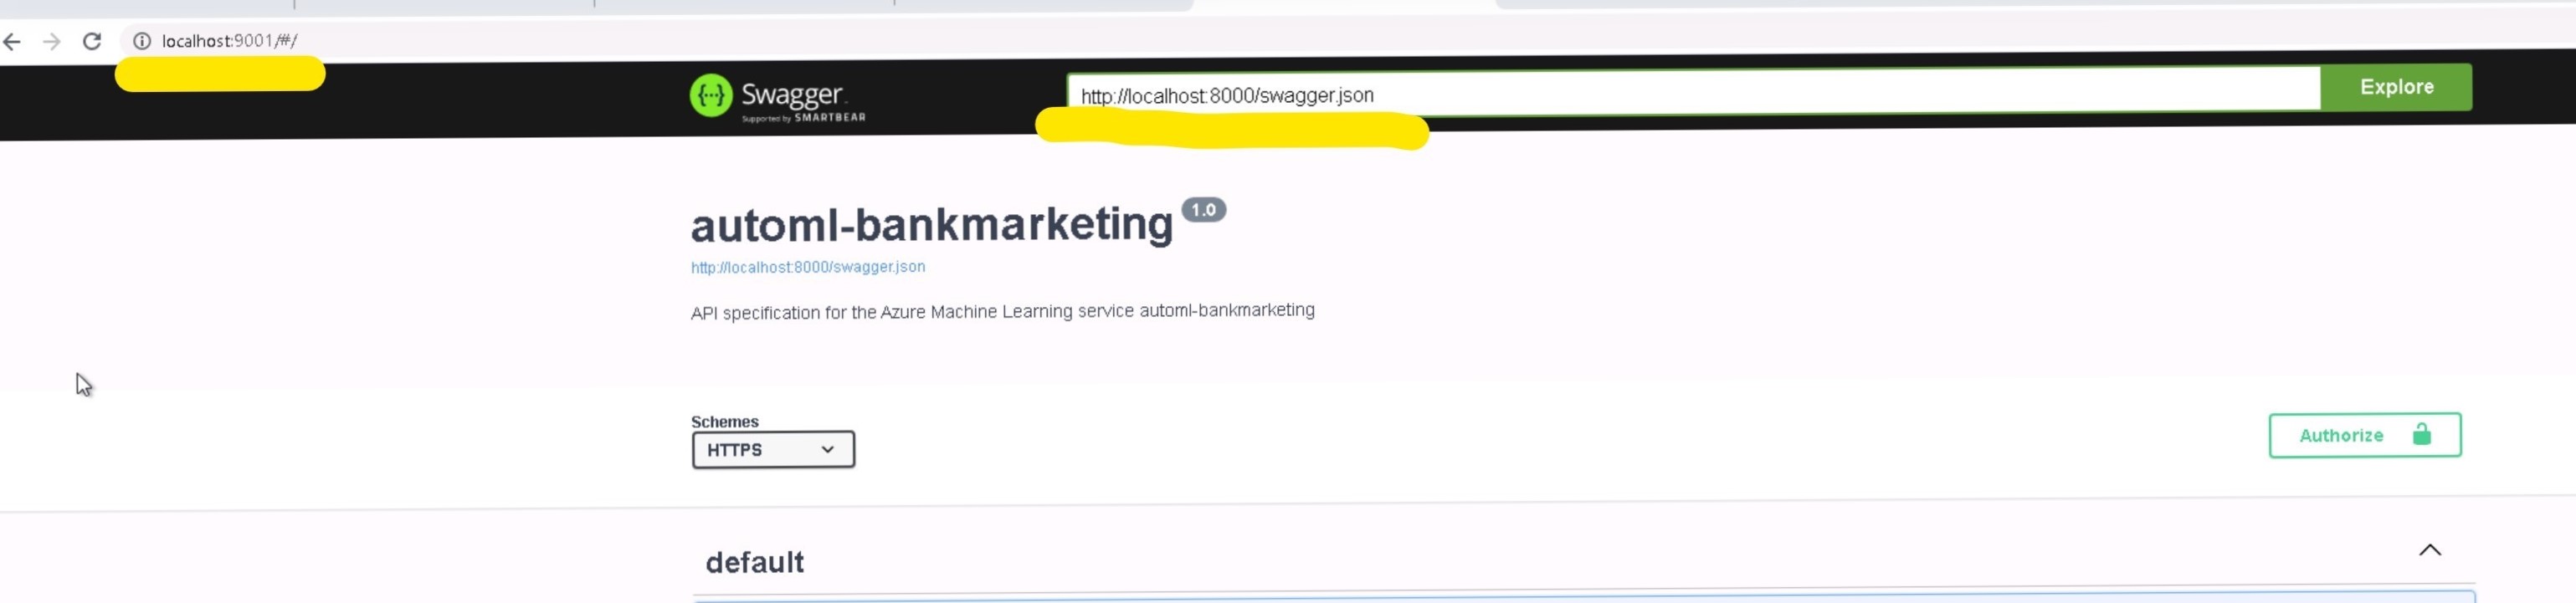 localhost:9001/#/
Swagger.
Supported by SMARTBEAR
http://localhost:8000/swagger.json
Explore
automl-bankmarketing 1.0
http://localhost:8000/swagger.json
API specification for the Azure Machine Learning service automl-bankmarketing
Schemes
HTTPS
Authorize
default